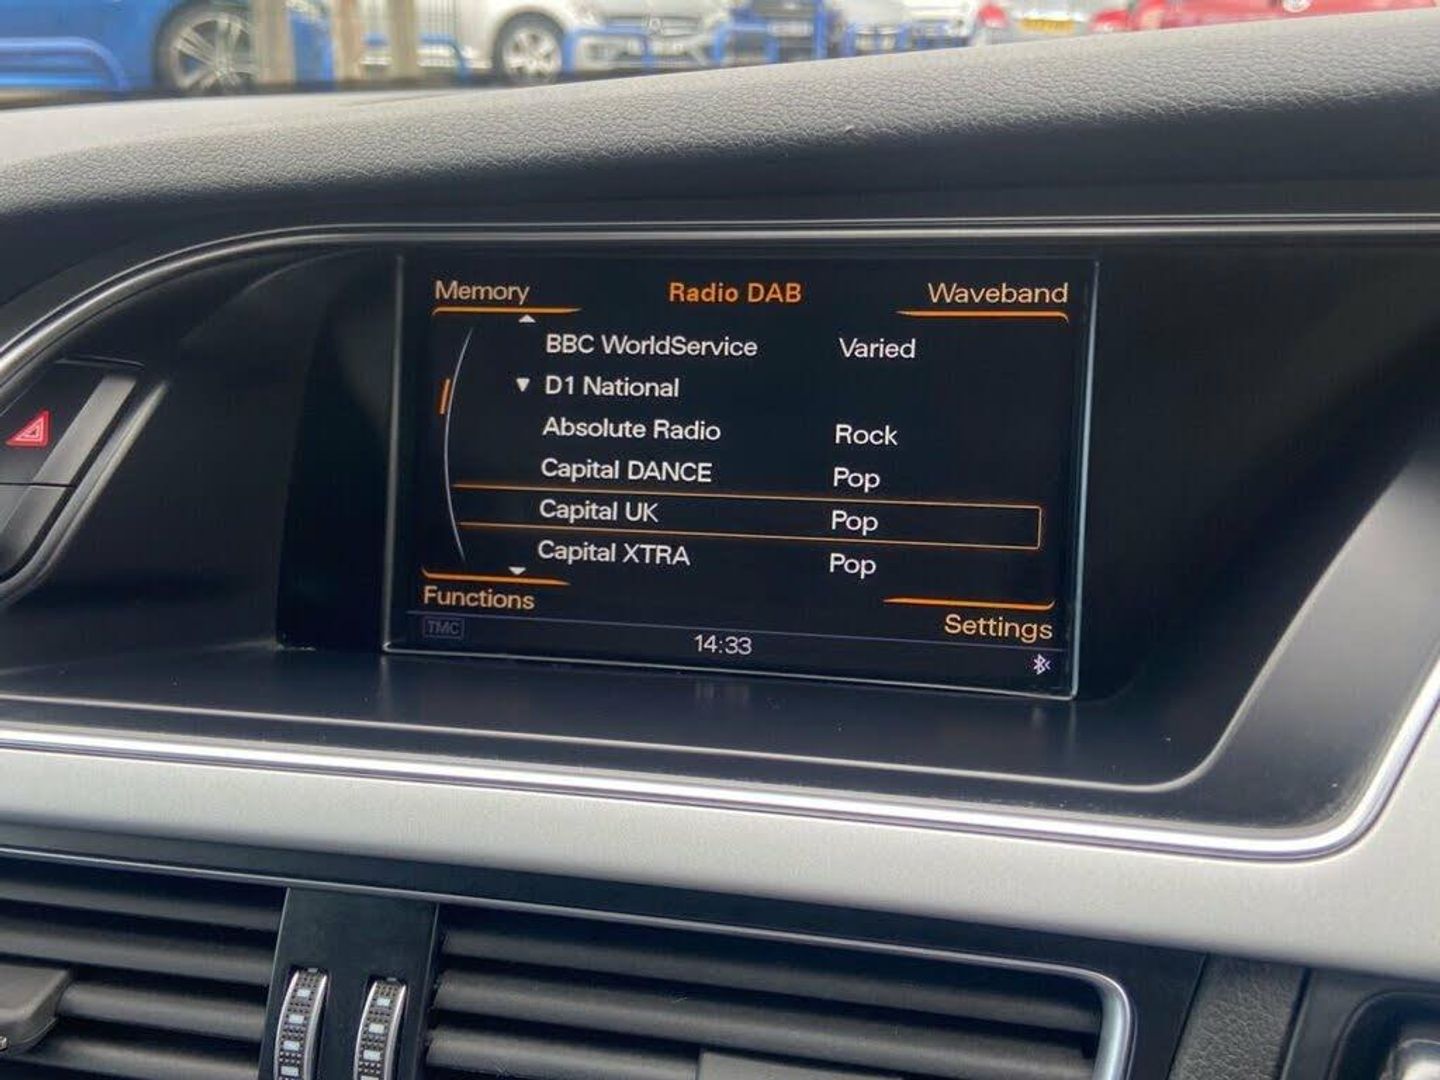 Memory Radio DAB Waveband
BBC WorldService Varied
D1 National
Absolute Radio Rock
Capital DANCE Pop
Capital UK Pop
Capital XTRA Pop
Functions Settings
TMC 14:33